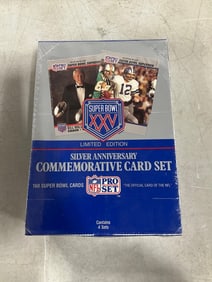 SUPER BOWL
XXV
LIMITED EDITION
SILVER ANNIVERSARY
COMMEMORATIVE CARD SET
160 SUPER BOWL CARDS
NFL
PRO
SET
THE OFFICIAL CARD OF THE NFL
Contains
4 Sets